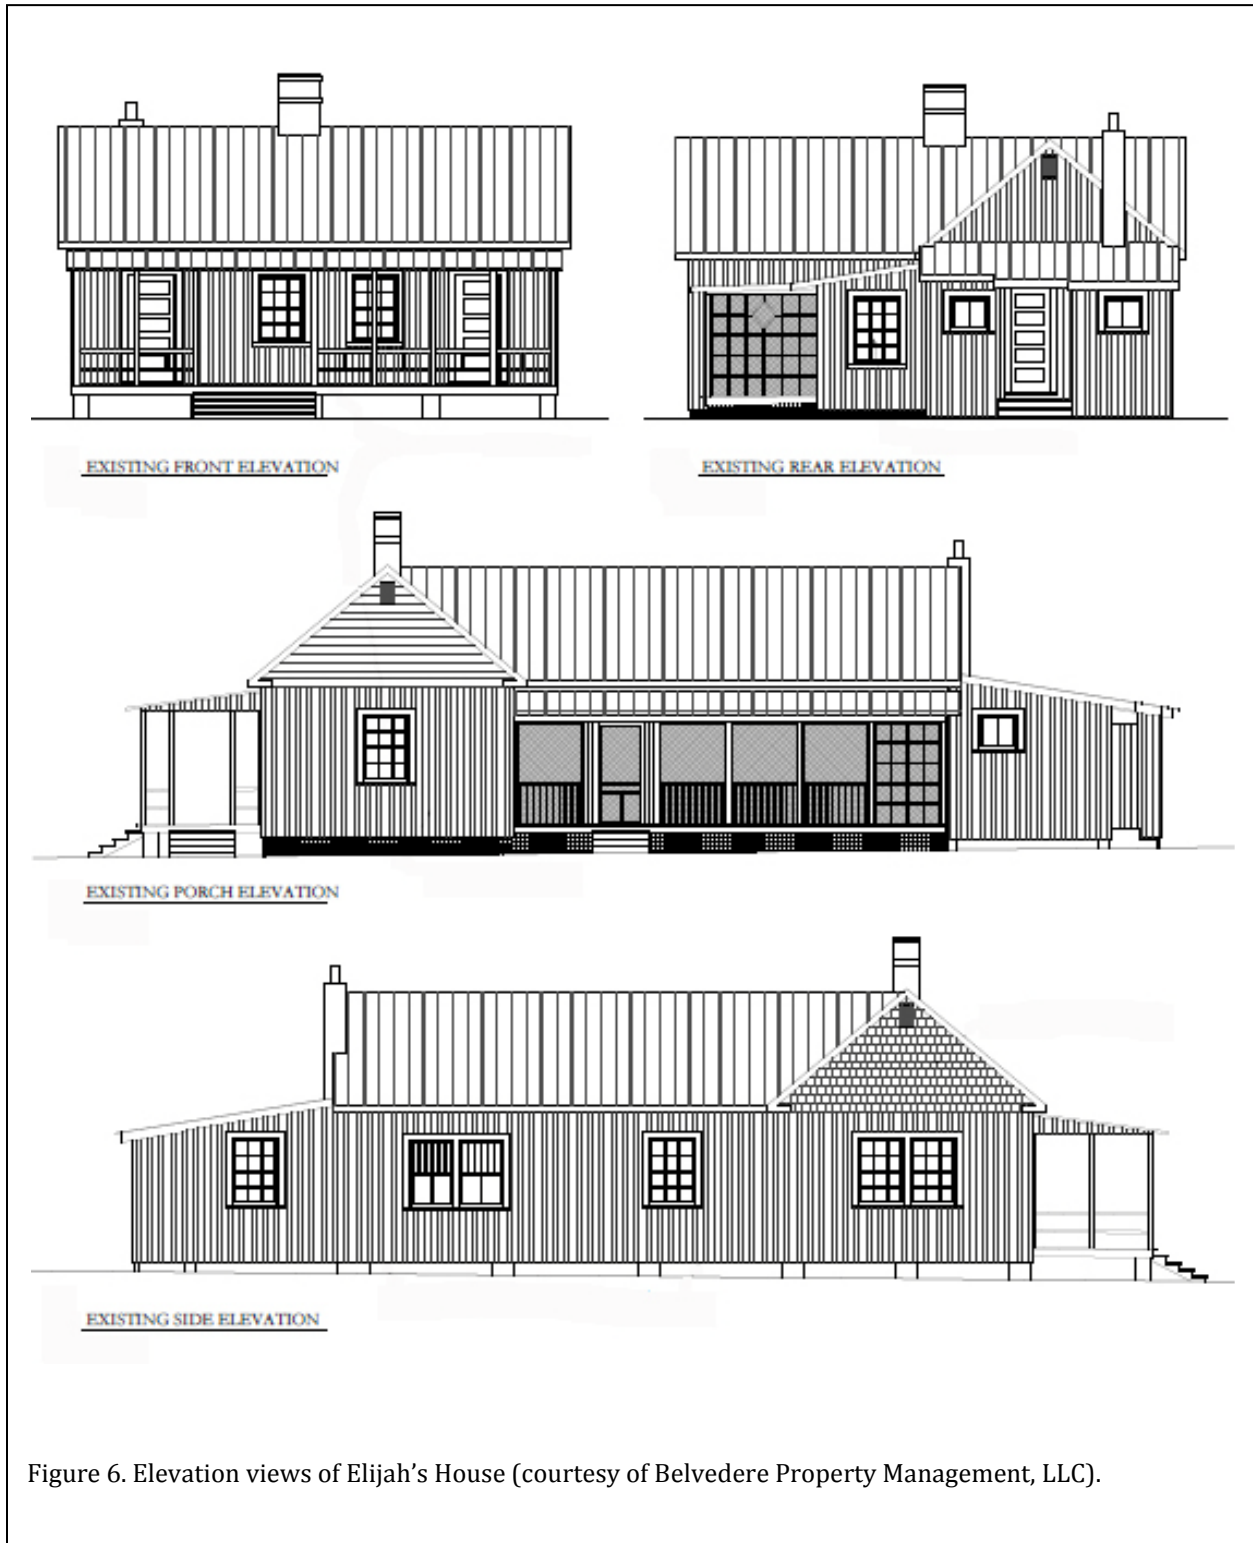 EXISTING FRONT ELEVATION
EXISTING REAR ELEVATION
EXISTING PORCH ELEVATION
EXISTING SIDE ELEVATION
Figure 6. Elevation views of Elijah’s House (courtesy of Belvedere Property Management, LLC).